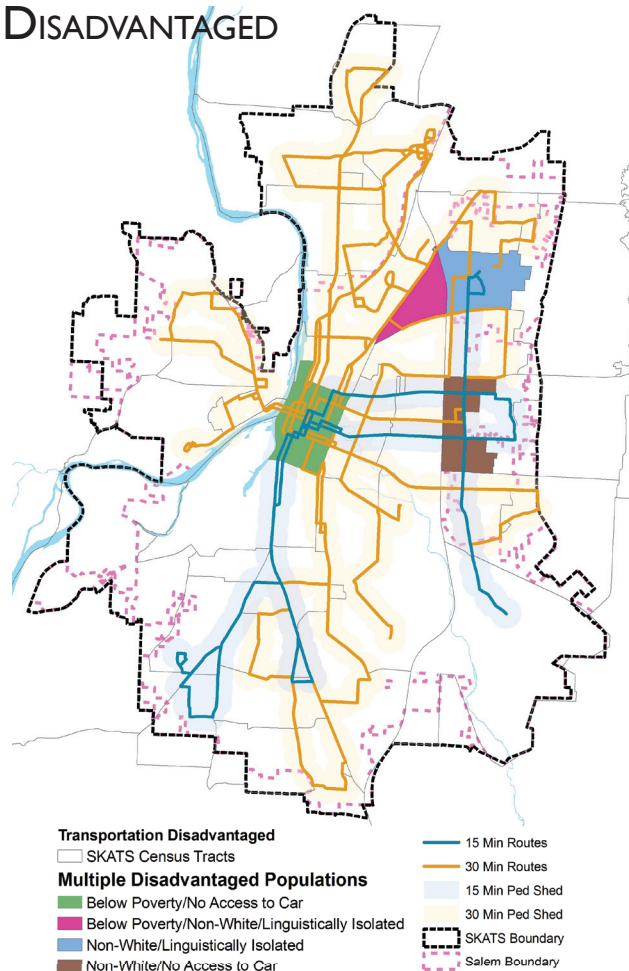 DISADVANTAGED
Transportation Disadvantaged
SKATS Census Tracts
Multiple Disadvantaged Populations
Below Poverty/No Access to Car
Below Poverty/Non-White/Linguistically Isolated
Non-White/Linguistically Isolated
Non-White/No Access to Car
15 Min Routes
30 Min Routes
15 Min Ped Shed
30 Min Ped Shed
SKATS Boundary
Salem Boundary